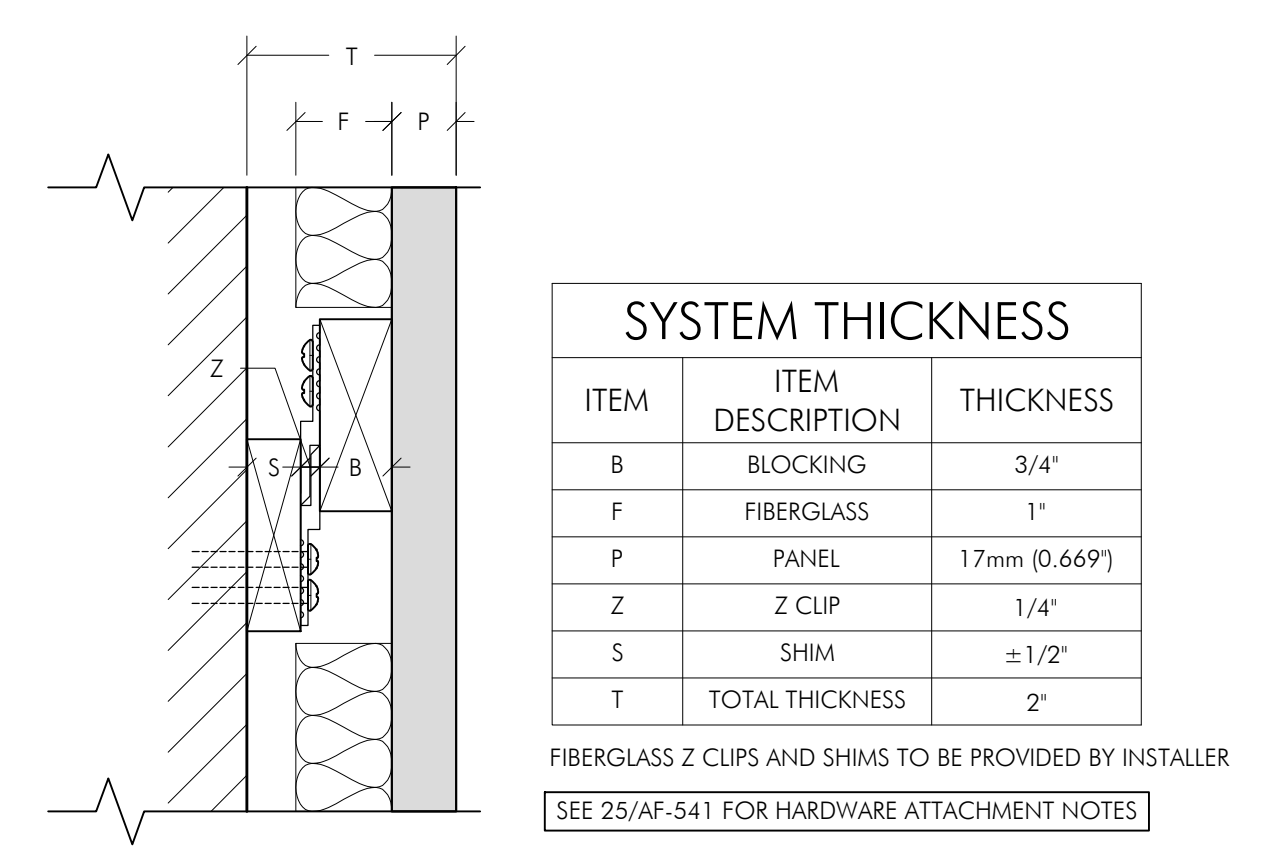 T
F P
Z
S B
SYSTEM THICKNESS
ITEM ITEM DESCRIPTION THICKNESS
B BLOCKING 3/4"
F FIBERGLASS 1"
P PANEL 17mm (0.669")
Z Z CLIP 1/4"
S SHIM ±1/2"
T TOTAL THICKNESS 2"
FIBERGLASS Z CLIPS AND SHIMS TO BE PROVIDED BY INSTALLER
SEE 25/AF-541 FOR HARDWARE ATTACHMENT NOTES